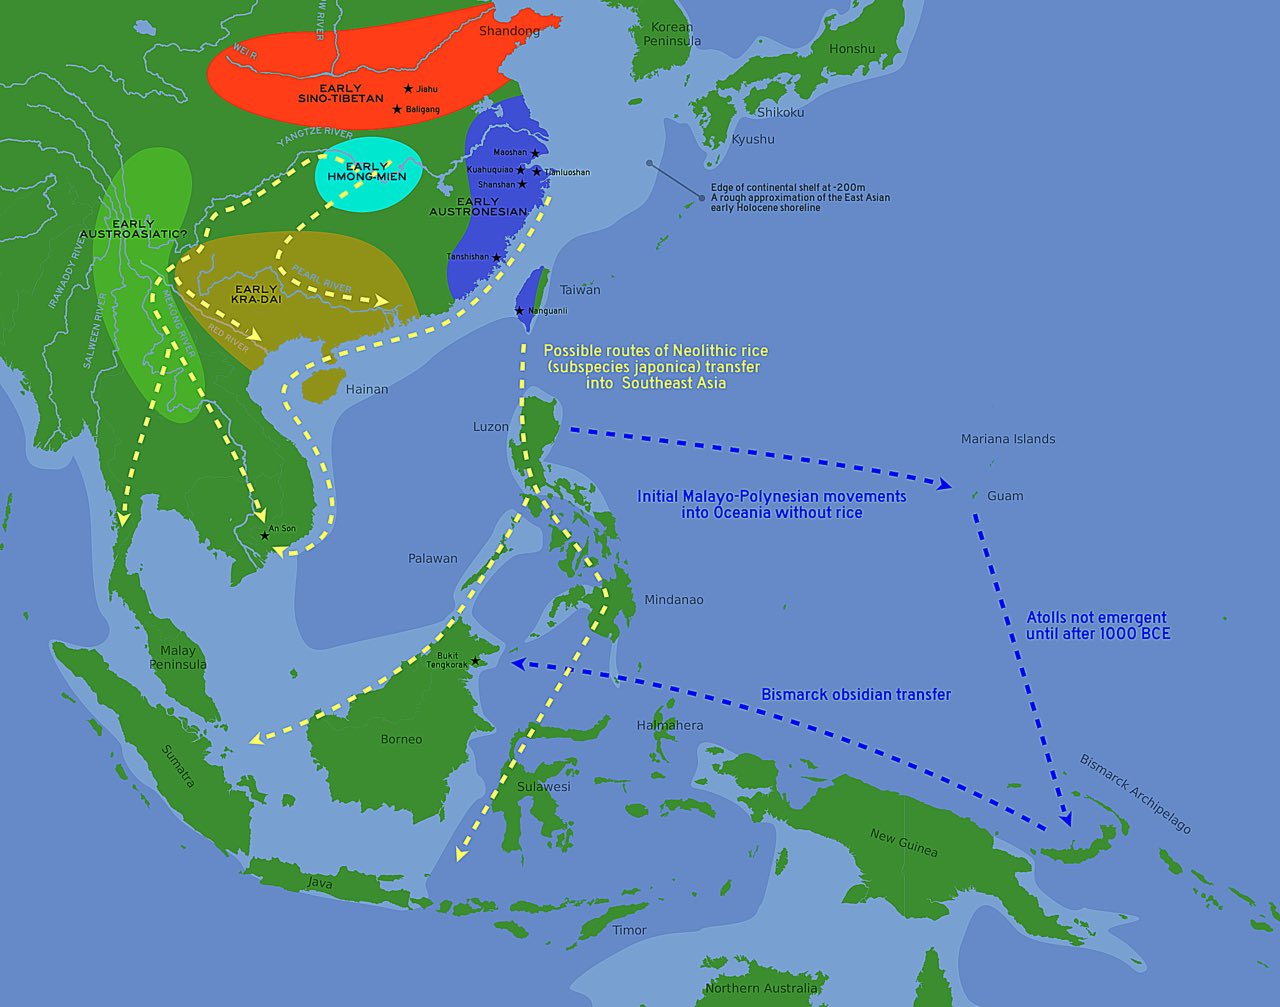 Shandong
Korean
Peninsula
Honshu
W RIVER
WEI R
EARLY
SINO-TIBETAN
Jiahu
Baligang
Shikoku
Kyushu
YANGTZE RIVER
EARLY
HMONG-MIEN
Maoshan
Kuahuquiao
Tianluoshan
Shanshan
Edge of continental shelf at -200m
A rough approximation of the East Asian
early Holocene shoreline
EARLY
AUSTRONESIAN
EARLY
AUSTROASIATIC?
Tanshishan
IRAWADDY RIVER
SALWEEN RIVER
MEKONG RIVER
RED RIVER
PEARL RIVER
EARLY
KRA-DAI
Taiwan
Nanguanli
Possible routes of Neolithic rice
(subspecies japonica) transfer
into Southeast Asia
Hainan
Luzon
Mariana Islands
Guam
Initial Malayo-Polynesian movements
into Oceania without rice
An Son
Palawan
Mindanao
Atolls not emergent
until after 1000 BCE
Malay
Peninsula
Bukit
Tengkorak
Bismarck obsidian transfer
Halmahera
Borneo
Sumatra
Sulawesi
Bismarck Archipelago
New Guinea
Java
Timor
Northern Australia